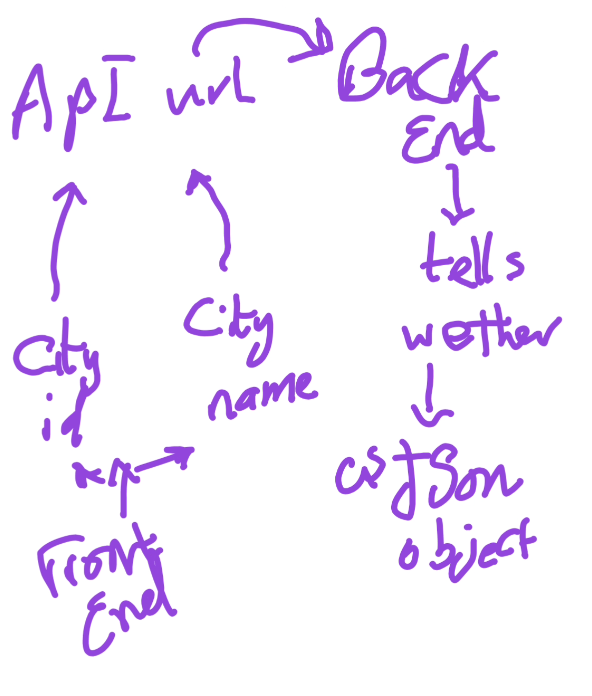 ApI url Back
End
tells
wether
as JSon
object
City
id
City
name
Front
End